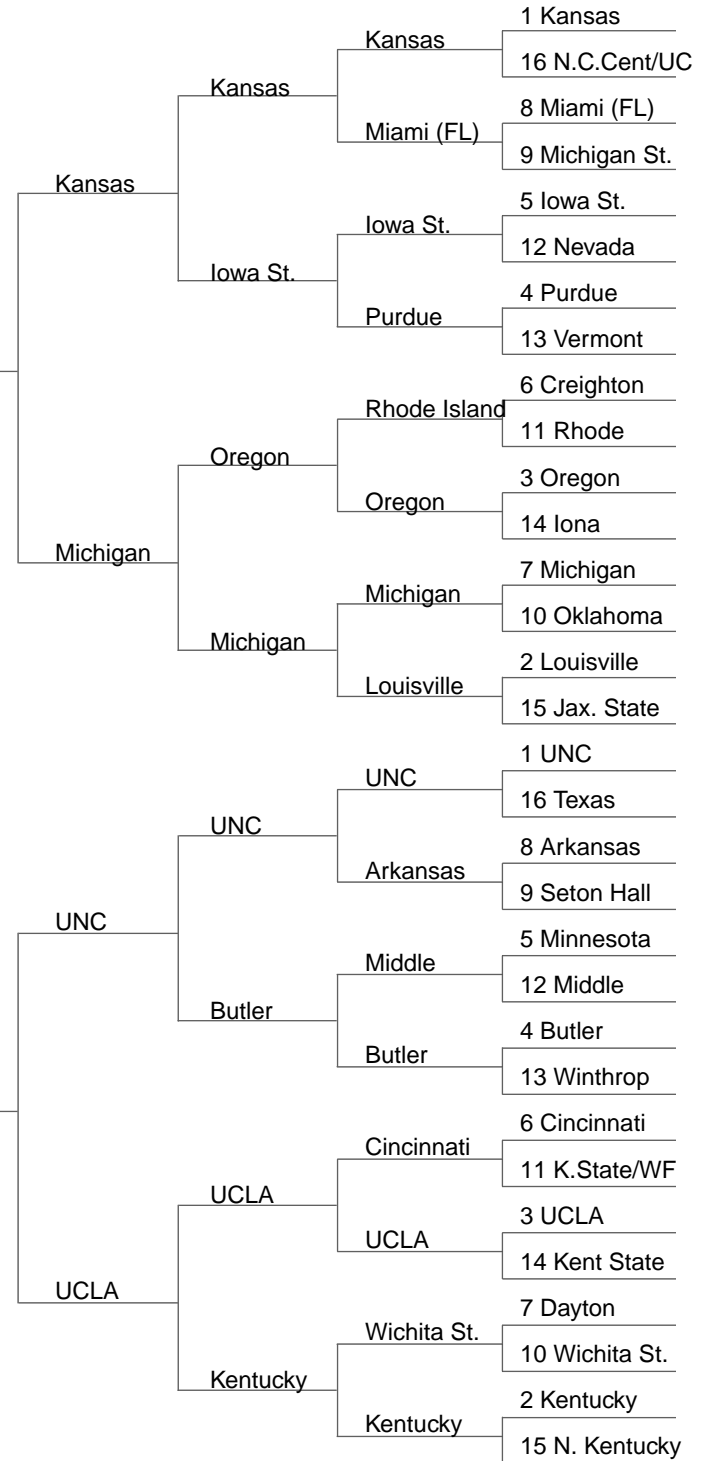 1 Kansas
Kansas
16 N.C.Cent/UC
Kansas
8 Miami (FL)
Miami (FL)
9 Michigan St.
Kansas
5 Iowa St.
Iowa St.
12 Nevada
Iowa St.
4 Purdue
Purdue
13 Vermont
6 Creighton
Rhode Island
11 Rhode
Oregon
3 Oregon
Oregon
14 Iona
Michigan
7 Michigan
Michigan
10 Oklahoma
Michigan
2 Louisville
Louisville
15 Jax. State
1 UNC
UNC
16 Texas
UNC
8 Arkansas
Arkansas
9 Seton Hall
UNC
5 Minnesota
Middle
12 Middle
Butler
4 Butler
Butler
13 Winthrop
6 Cincinnati
Cincinnati
11 K.State/WF
UCLA
3 UCLA
UCLA
14 Kent State
UCLA
7 Dayton
Wichita St.
10 Wichita St.
Kentucky
2 Kentucky
Kentucky
15 N. Kentucky